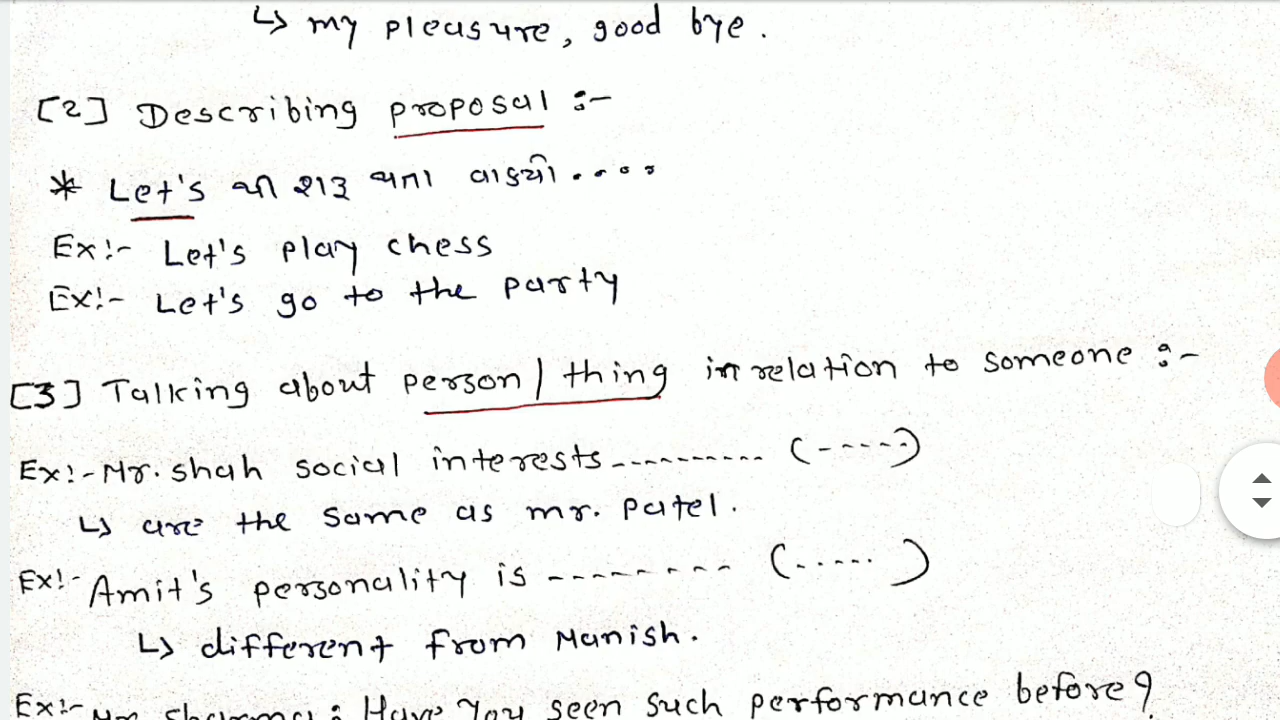 ↳ my pleasure, good bye.
[2] Describing proposal :-
* Let's થી શરૂ થતા વાક્યો....
Ex:- Let's play chess
Ex:- Let's go to the party
[3] Talking about person / thing in relation to someone :-
Ex:- Mr. shah social interests .......... (.....)
↳ are the same as mr. patel.
Ex:- Amit's personality is --------- (.....)
↳ different from Manish.
Ex:- Mr. sharma : Have you seen such performance before?